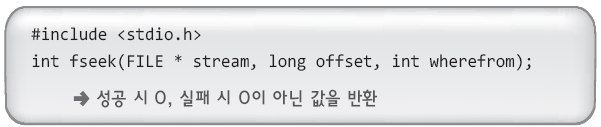 #include <stdio.h>
int fseek(FILE * stream, long offset, int wherefrom);
➔ 성공 시 0, 실패 시 0이 아닌 값을 반환